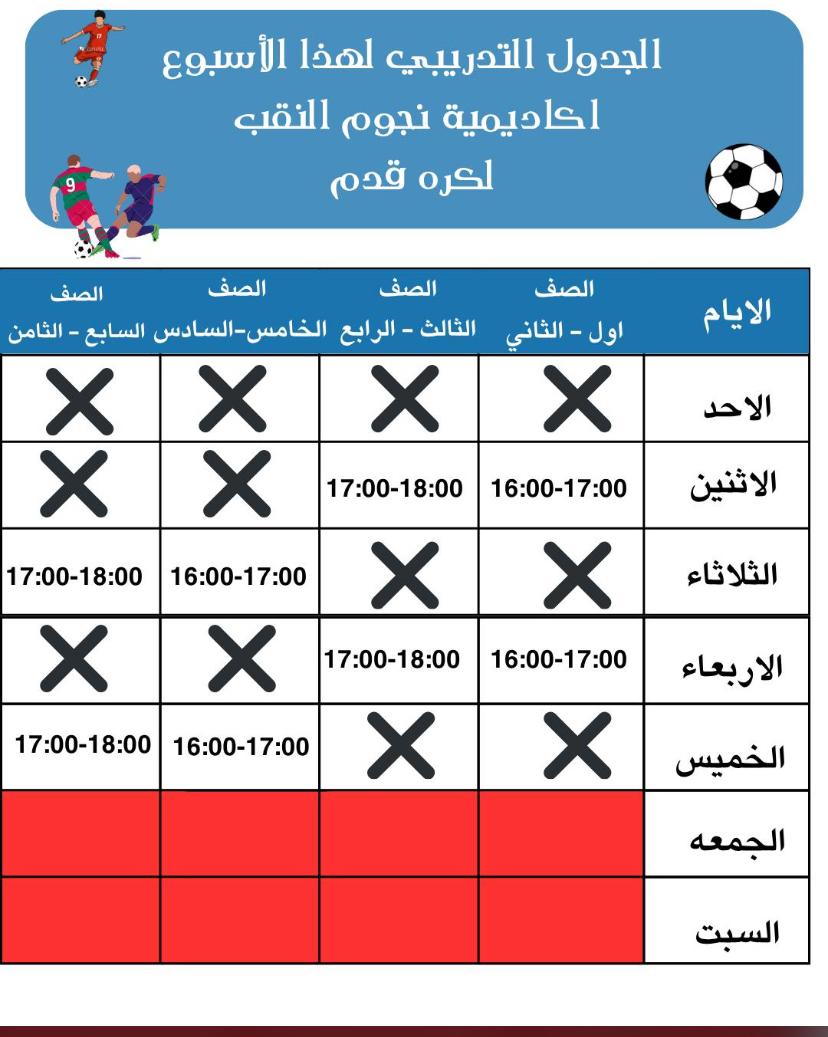 الجدول التدريبي لهذا الأسبوع
اكاديمية نجوم النقب
لكره قدم
الايام
الصف
اول - الثاني
الصف
الثالث - الرابع
الصف
الخامس-السادس
الصف
السابع - الثامن
الاحد
الاثنين 16:00-17:00 17:00-18:00
الثلاثاء 16:00-17:00 17:00-18:00
الاربعاء 16:00-17:00 17:00-18:00
الخميس 16:00-17:00 17:00-18:00
الجمعه
السبت
9
17